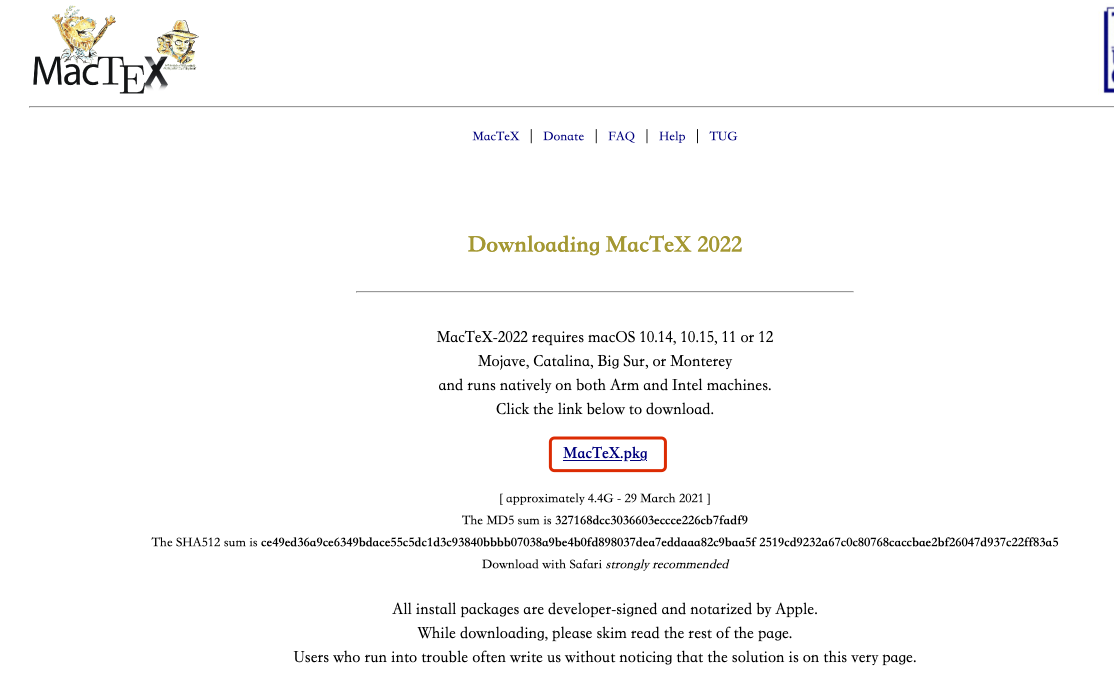 MacTEX
MacTeX | Donate | FAQ | Help | TUG
Downloading MacTeX 2022
MacTeX-2022 requires macOS 10.14, 10.15, 11 or 12
Mojave, Catalina, Big Sur, or Monterey
and runs natively on both Arm and Intel machines.
Click the link below to download.
MacTeX.pkg
[ approximately 4.4G - 29 March 2021 ]
The MD5 sum is 327168dcc3036603eccce226cb7fadf9
The SHA512 sum is ce49ed36a9ce6349bdace55c5dc1d3c93840bbbb07038a9be4b0fd898037dea7eddaaa82c9baa5f 2519cd9232a67c0c80768caccbae2bf26047d937c22ff83a5
Download with Safari strongly recommended
All install packages are developer-signed and notarized by Apple.
While downloading, please skim read the rest of the page.
Users who run into trouble often write us without noticing that the solution is on this very page.